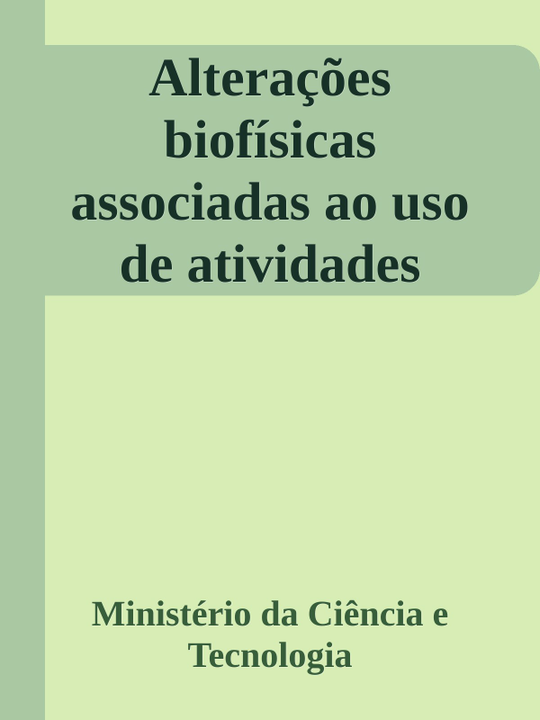 Alterações
biofísicas
associadas ao uso
de atividades
Ministério da Ciência e
Tecnologia